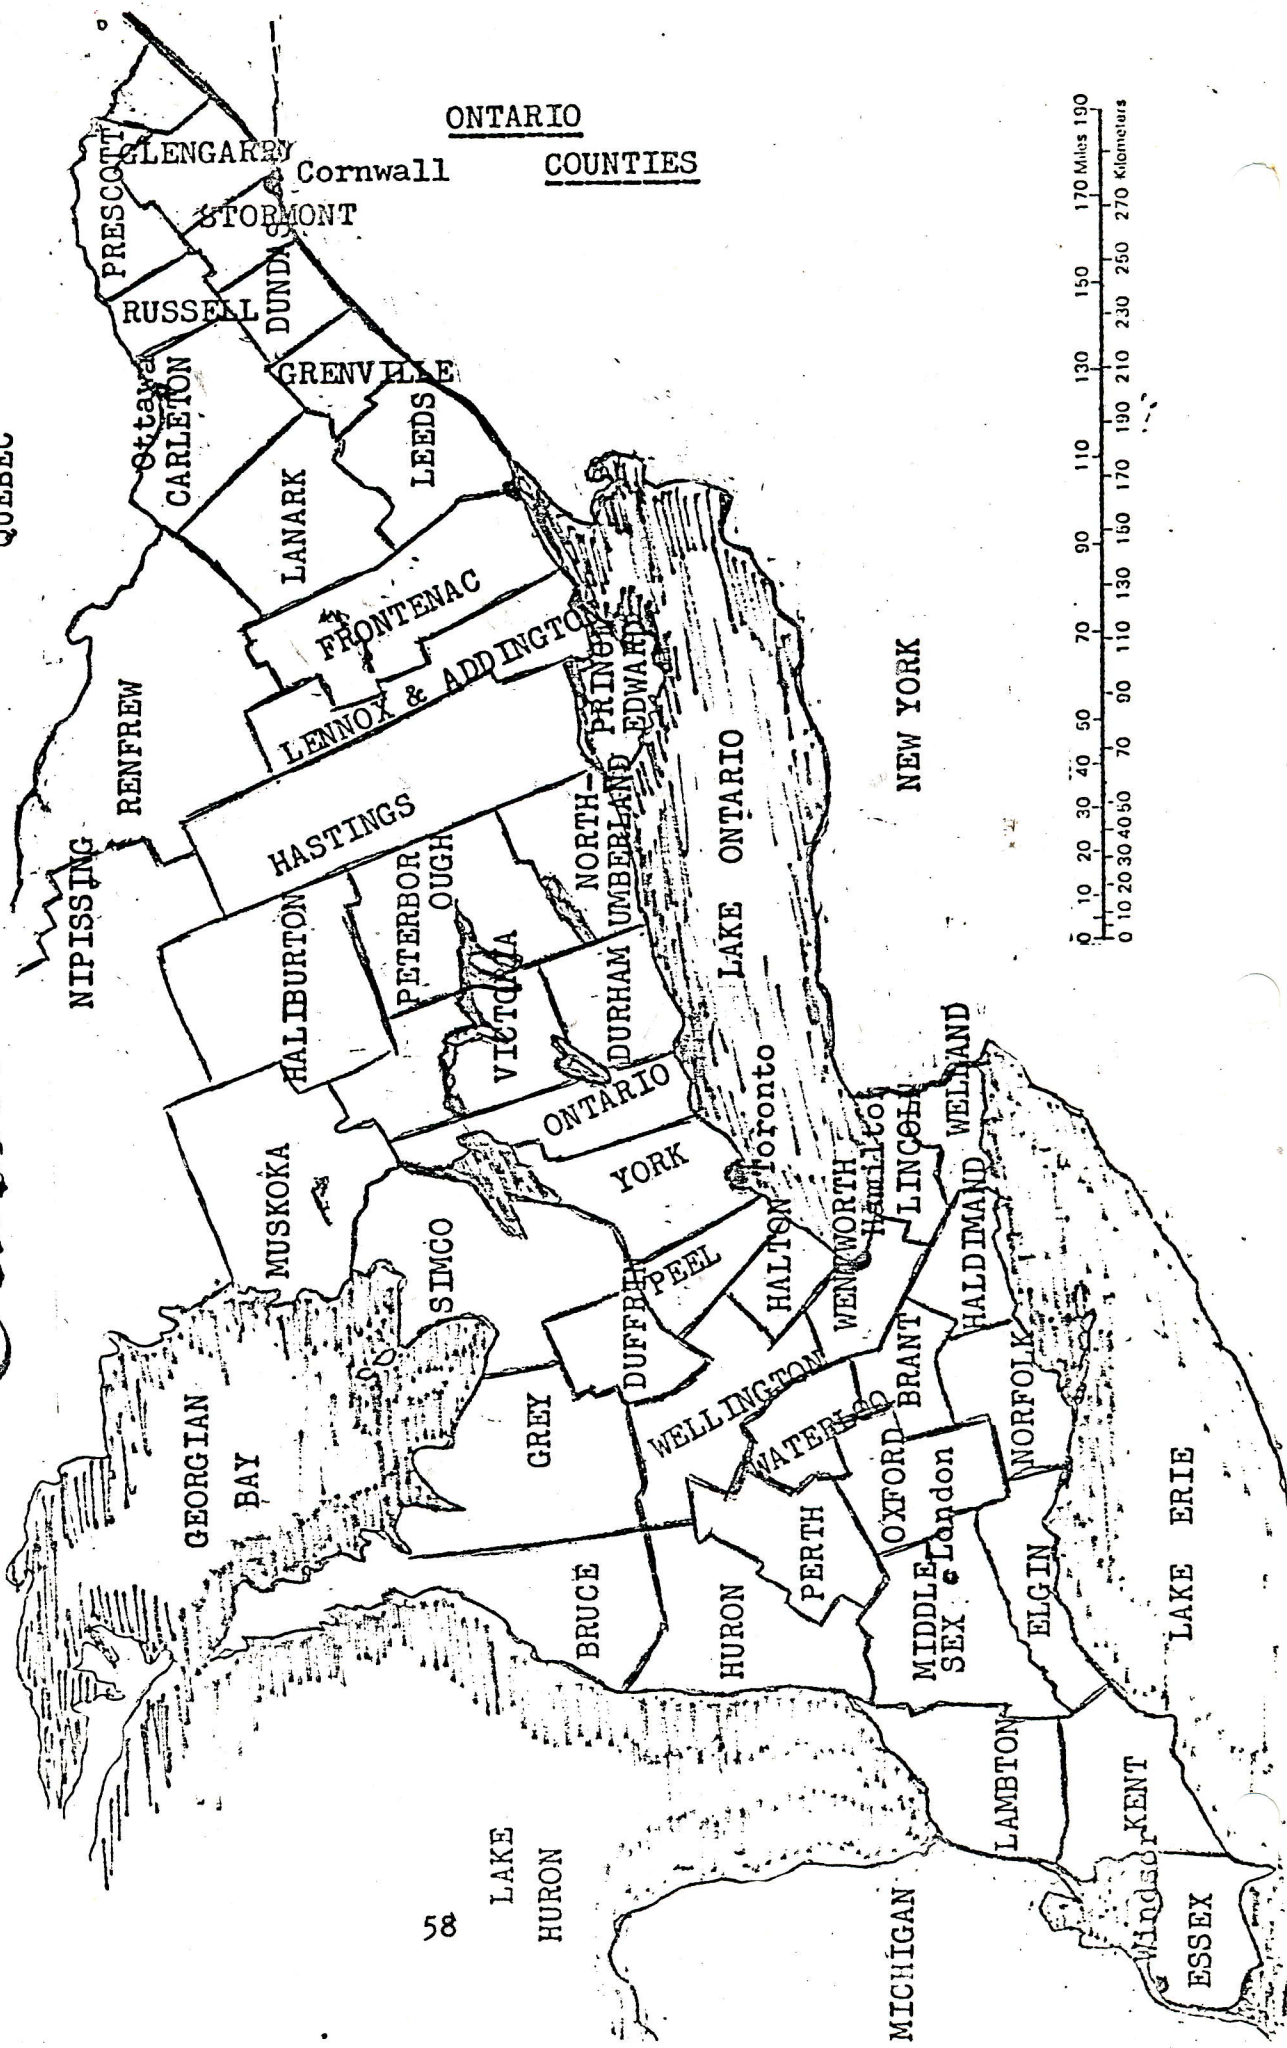 QUEBEC
ONTARIO
COUNTIES
PRESCOTT
GLENGARRY
Cornwall
STORMONT
DUNDAS
RUSSELL
Ottawa
CARLETON
GRENVILLE
LEEDS
LANARK
FRONTENAC
LENNOX & ADDINGTON
PRINCE
EDWARD
RENFREW
HASTINGS
NIPISSING
HALIBURTON
PETERBOR
OUGH
NORTH-
UMBERLAND
VICTORIA
DURHAM
ONTARIO
YORK
Toronto
LAKE ONTARIO
NEW YORK
MUSKOKA
SIMCO
GEORGIAN
BAY
GREY
DUFFRIN
PEEL
HALTON
WENTWORTH
Hamilton
LINCOLN
WELLAND
HALDIMAND
BRANT
NORFOLK
WELLINGTON
WATERLOO
OXFORD
PERTH
BRUCE
HURON
MIDDLE
SEX
London
ELGIN
LAKE ERIE
LAMBTON
KENT
Windsor
ESSEX
MICHIGAN
LAKE
HURON
58
0 10 20 30 40 50 70 90 110 130 150 170 Miles 190
0 10 20 30 40 50 70 90 110 130 150 170 190 210 230 250 270 Kilometers